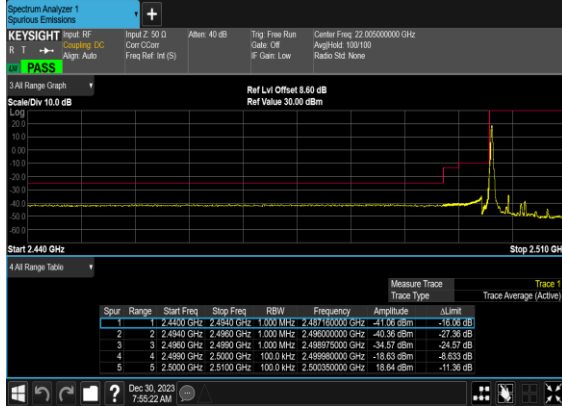 Spectrum Analyzer 1
Spurious Emissions
+
KEYSIGHT Input: RF Input Z: 50 Ω Atten: 40 dB Trig: Free Run Center Freq: 22.005000000 GHz
R T Coupling: DC Corr CCorr Gate: Off Avg|Hold: 100/100
Align: Auto Freq Ref: Int (S) IF Gain: Low Radio Std: None
PASS
3 All Range Graph
Ref Lvl Offset 8.60 dB
Scale/Div 10.0 dB Ref Value 30.00 dBm
Log
20.0
10.0
0.00
-10.0
-20.0
-30.0
-40.0
-50.0
-60.0
Start 2.440 GHz Stop 2.510 GH
4 All Range Table
Measure Trace Trace 1
Trace Type Trace Average (Active)
Spur Range Start Freq Stop Freq RBW Frequency Amplitude ΔLimit
1 1 2.4400 GHz 2.4940 GHz 1.000 MHz 2.487160000 GHz -41.06 dBm -16.06 dB
2 2 2.4940 GHz 2.4960 GHz 1.000 MHz 2.496000000 GHz -40.36 dBm -27.36 dB
3 3 2.4960 GHz 2.4990 GHz 1.000 MHz 2.498975000 GHz -34.57 dBm -24.57 dB
4 4 2.4990 GHz 2.5000 GHz 100.0 kHz 2.499980000 GHz -18.63 dBm -8.633 dB
5 5 2.5000 GHz 2.5100 GHz 100.0 kHz 2.500350000 GHz 18.64 dBm -11.36 dB
?
Dec 30, 2023
7:55:22 AM